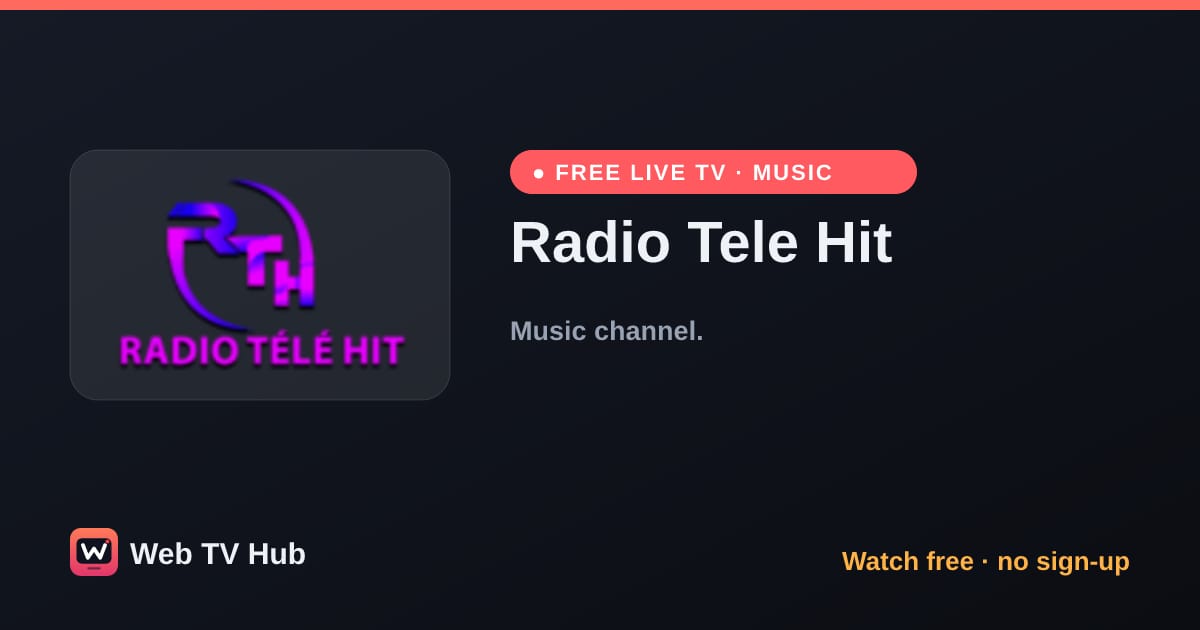 RTH
RADIO TÉLÉ HIT
• FREE LIVE TV · MUSIC
Radio Tele Hit
Music channel.
W
Web TV Hub
Watch free · no sign-up